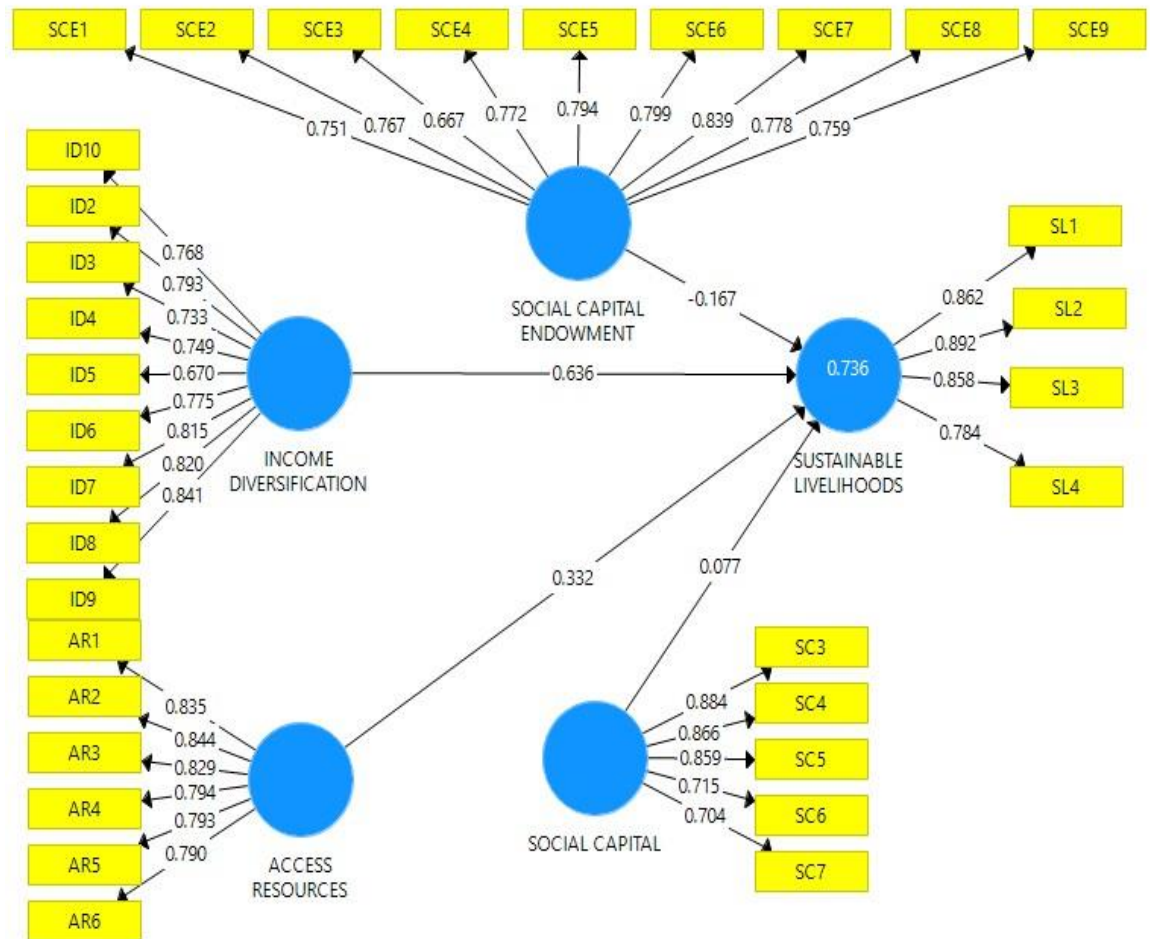 SCE1 SCE2 SCE3 SCE4 SCE5 SCE6 SCE7 SCE8 SCE9
0.751 0.767 0.667 0.772 0.794 0.799 0.839 0.778 0.759
ID10
ID2
ID3
ID4
ID5
ID6
ID7
ID8
ID9
0.768
0.793
0.733
0.749
0.670
0.775
0.815
0.820
0.841
INCOME
DIVERSIFICATION
SOCIAL CAPITAL
ENDOWMENT
-0.167
0.636
0.736
SUSTAINABLE
LIVELIHOODS
0.862
0.892
0.858
0.784
SL1
SL2
SL3
SL4
AR1
AR2
AR3
AR4
AR5
AR6
0.835
0.844
0.829
0.794
0.793
0.790
ACCESS
RESOURCES
0.332
0.077
SOCIAL CAPITAL
0.884
0.866
0.859
0.715
0.704
SC3
SC4
SC5
SC6
SC7